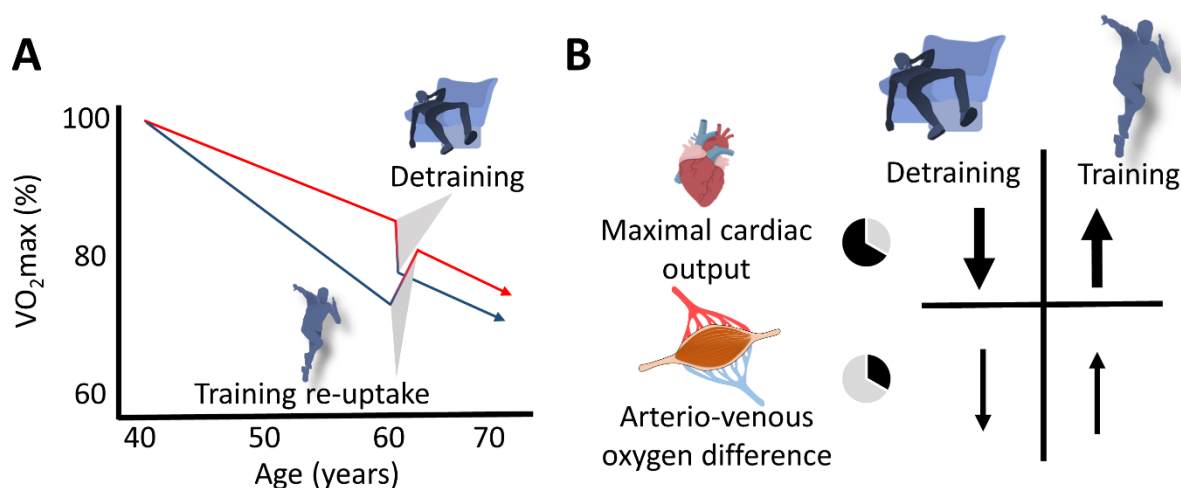 A
100
80
60
VO₂max (%)
40
50
60
70
Age (years)
Detraining
Training re-uptake
B
Detraining
Training
Maximal cardiac
output
Arterio-venous
oxygen difference